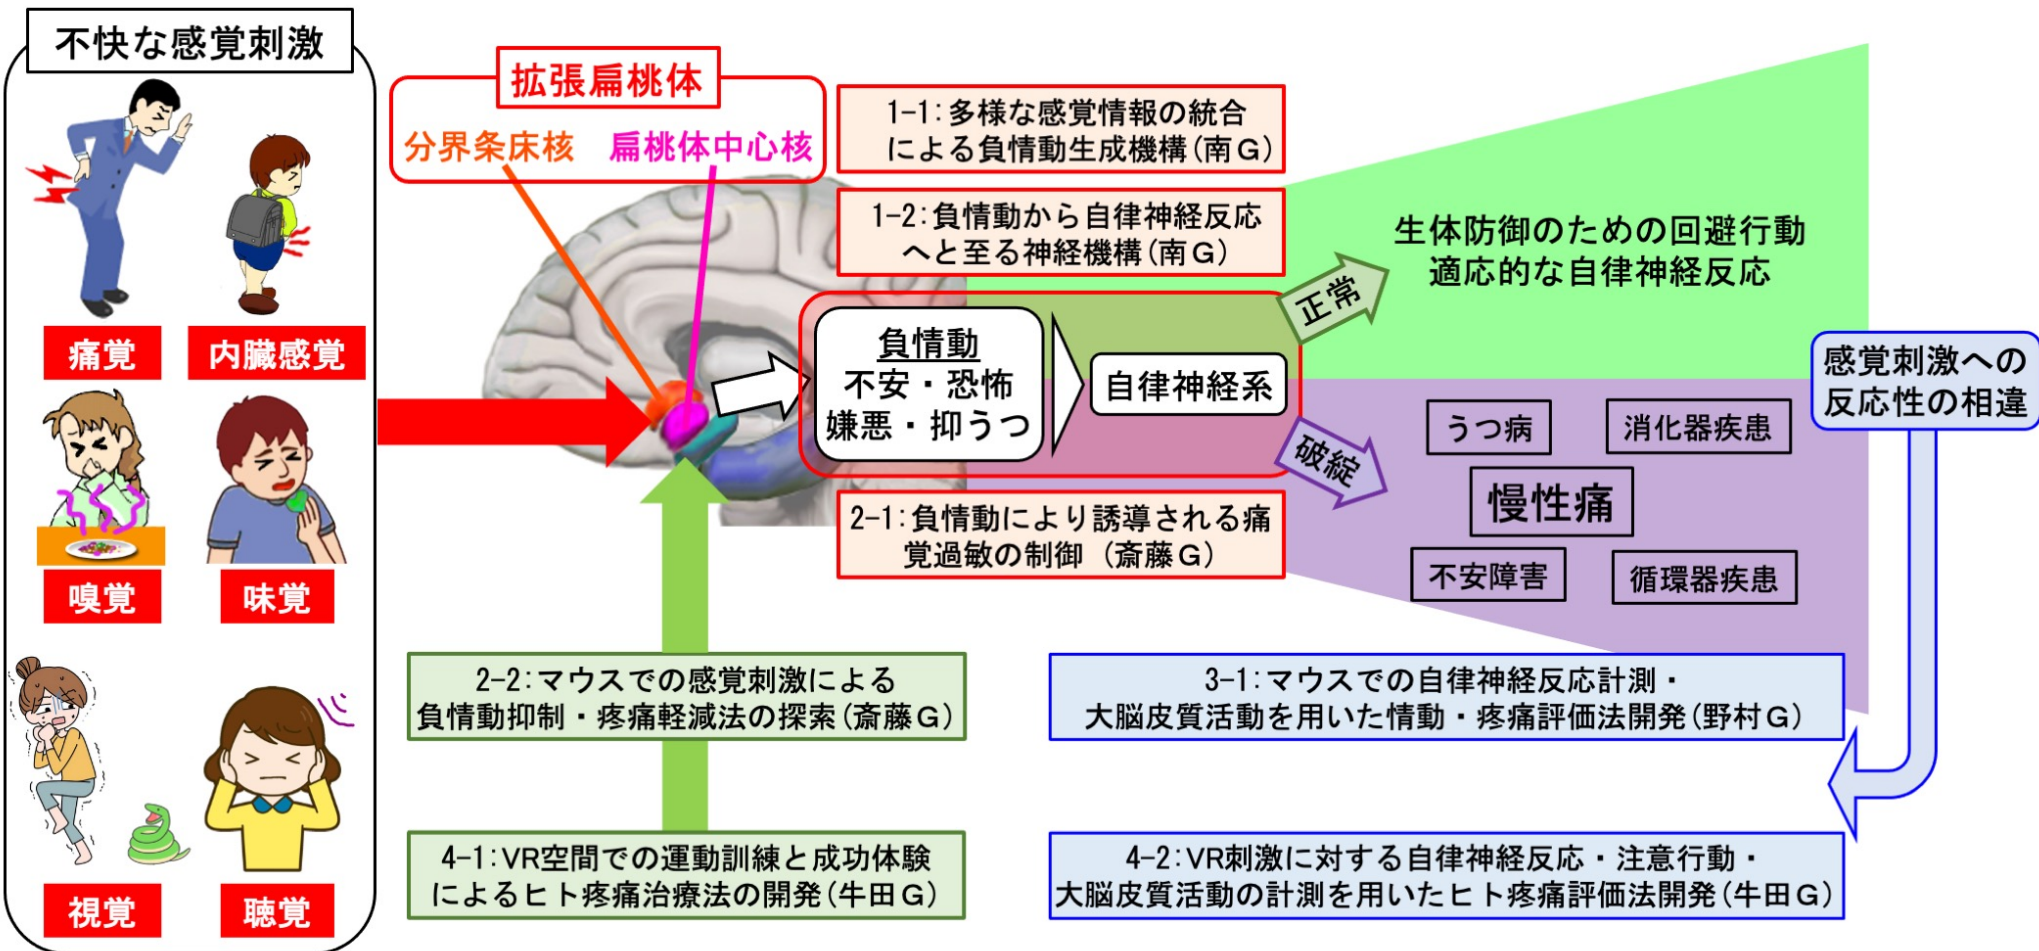 不快な感覚刺激
痛覚
内臓感覚
嗅覚
味覚
視覚
聴覚
拡張扁桃体
分界条床核
扁桃体中心核
1-1:多様な感覚情報の統合
による負情動生成機構(南G)
1-2:負情動から自律神経反応
へと至る神経機構(南G)
負情動
不安・恐怖
嫌悪・抑うつ
自律神経系
正常
破綻
生体防御のための回避行動
適応的な自律神経反応
うつ病
消化器疾患
慢性痛
不安障害
循環器疾患
感覚刺激への
反応性の相違
2-1:負情動により誘導される痛
覚過敏の制御 (斎藤G)
2-2:マウスでの感覚刺激による
負情動抑制・疼痛軽減法の探索(斎藤G)
3-1:マウスでの自律神経反応計測・
大脳皮質活動を用いた情動・疼痛評価法開発(野村G)
4-1:VR空間での運動訓練と成功体験
によるヒト疼痛治療法の開発(牛田G)
4-2:VR刺激に対する自律神経反応・注意行動・
大脳皮質活動の計測を用いたヒト疼痛評価法開発(牛田G)